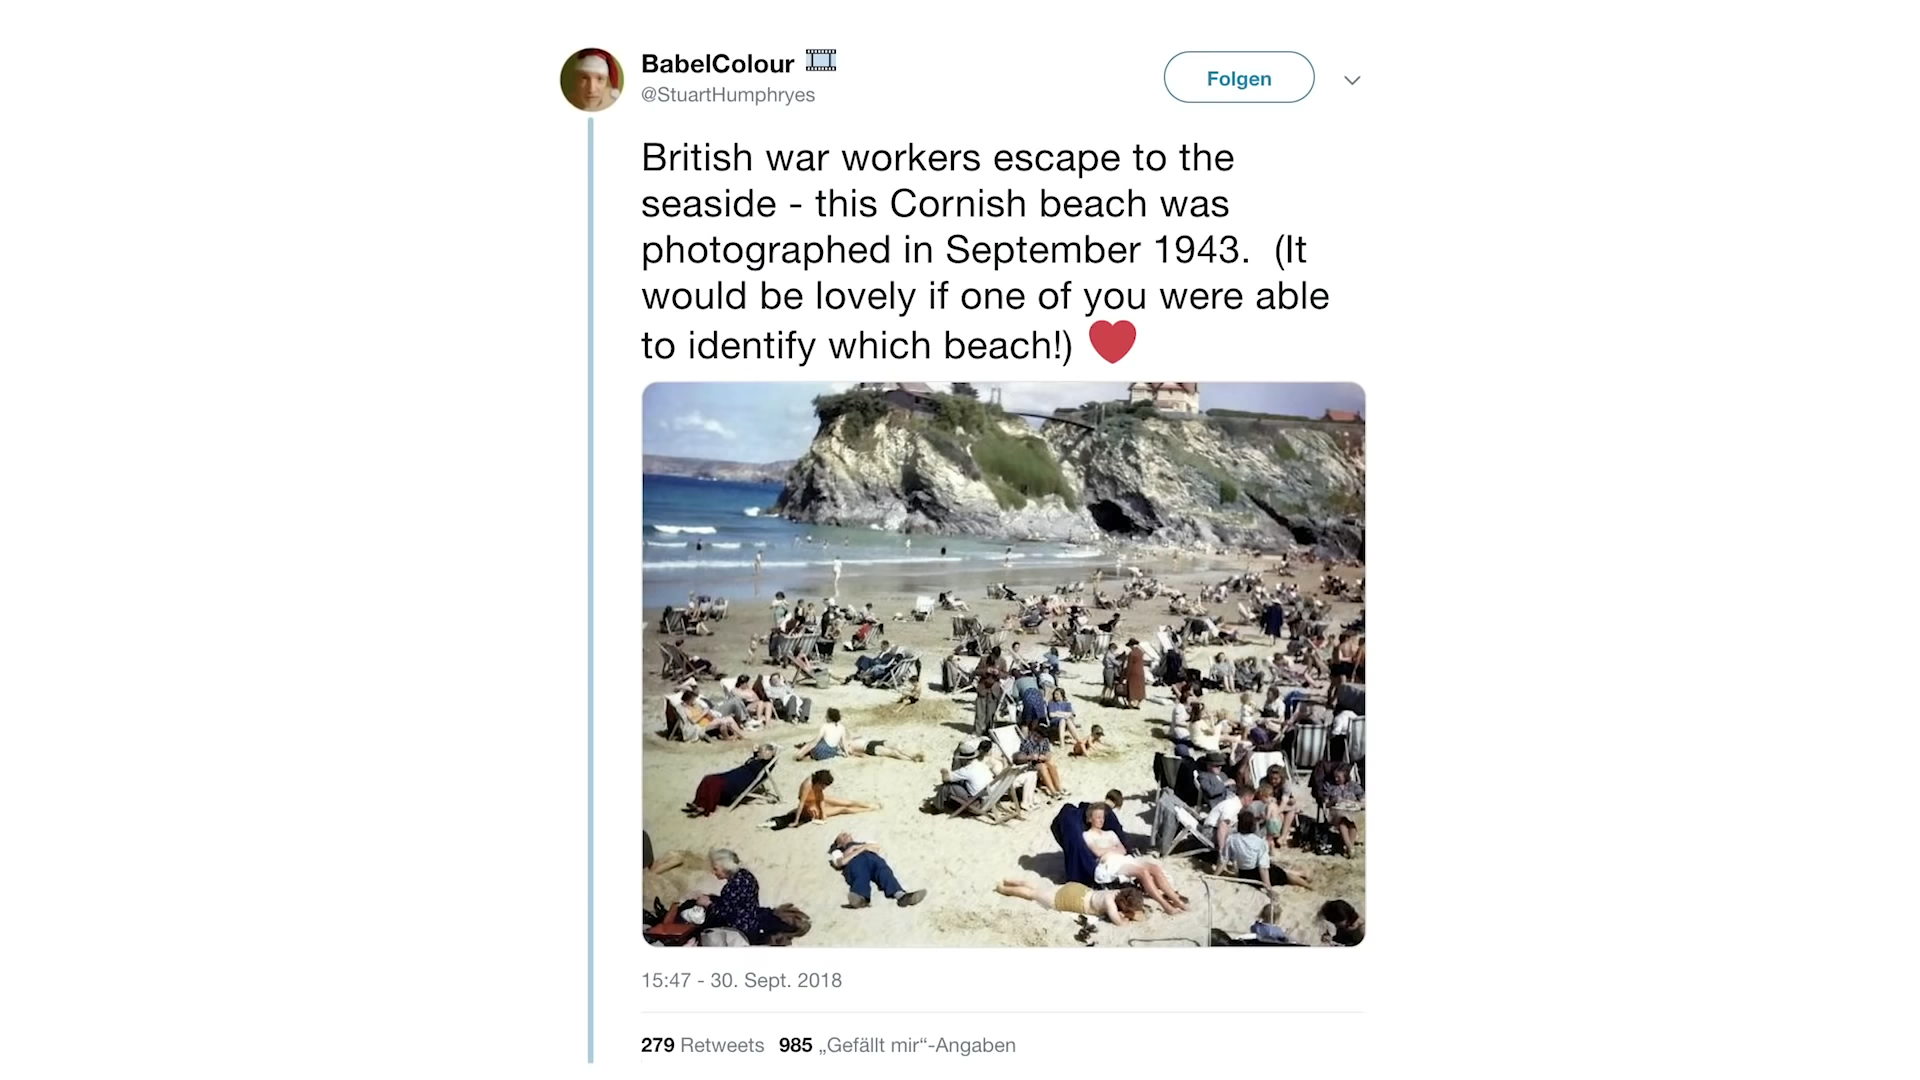 BabelColour
@StuartHumphryes
Folgen
British war workers escape to the
seaside - this Cornish beach was
photographed in September 1943.  (It
would be lovely if one of you were able
to identify which beach!)
15:47 - 30. Sept. 2018
279 Retweets 985 „Gefällt mir“-Angaben